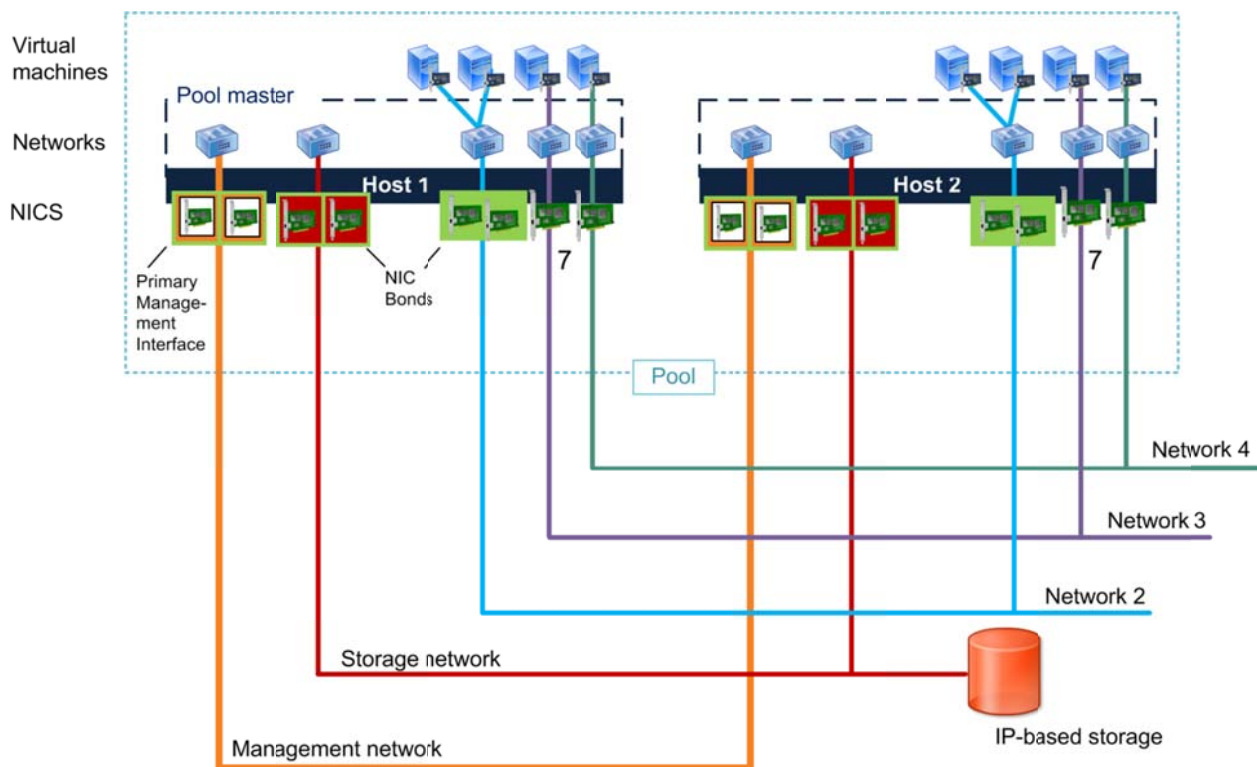 Virtual
machines
Pool master
Networks
Host 1
Host 2
NICS
7
7
Primary
Manage-
ment
Interface
NIC
Bonds
Pool
Network 4
Network 3
Network 2
Storage network
IP-based storage
Management network